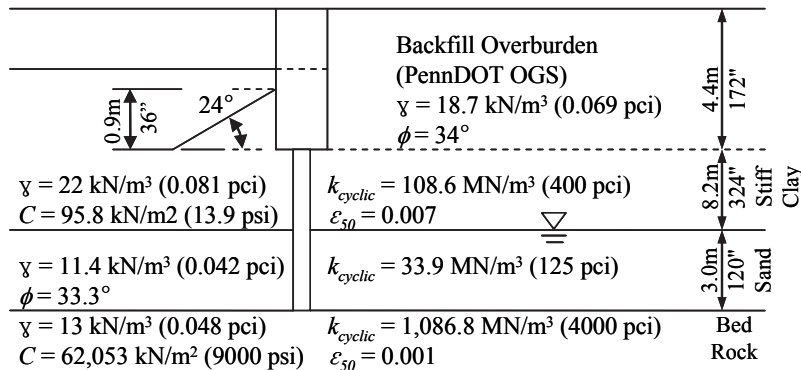 Backfill Overburden
(PennDOT OGS)
ɣ = 18.7 kN/m³ (0.069 pci)
ϕ = 34°
4.4m
172"
0.9m
36”
24°
ɣ = 22 kN/m³ (0.081 pci)
C = 95.8 kN/m2 (13.9 psi)
k_cyclic = 108.6 MN/m³ (400 pci)
ε_50 = 0.007
8.2m
324"
Stiff
Clay
ɣ = 11.4 kN/m³ (0.042 pci)
ϕ = 33.3°
k_cyclic = 33.9 MN/m³ (125 pci)
3.0m
120"
Sand
ɣ = 13 kN/m³ (0.048 pci)
C = 62,053 kN/m² (9000 psi)
k_cyclic = 1,086.8 MN/m³ (4000 pci)
ε_50 = 0.001
Bed
Rock